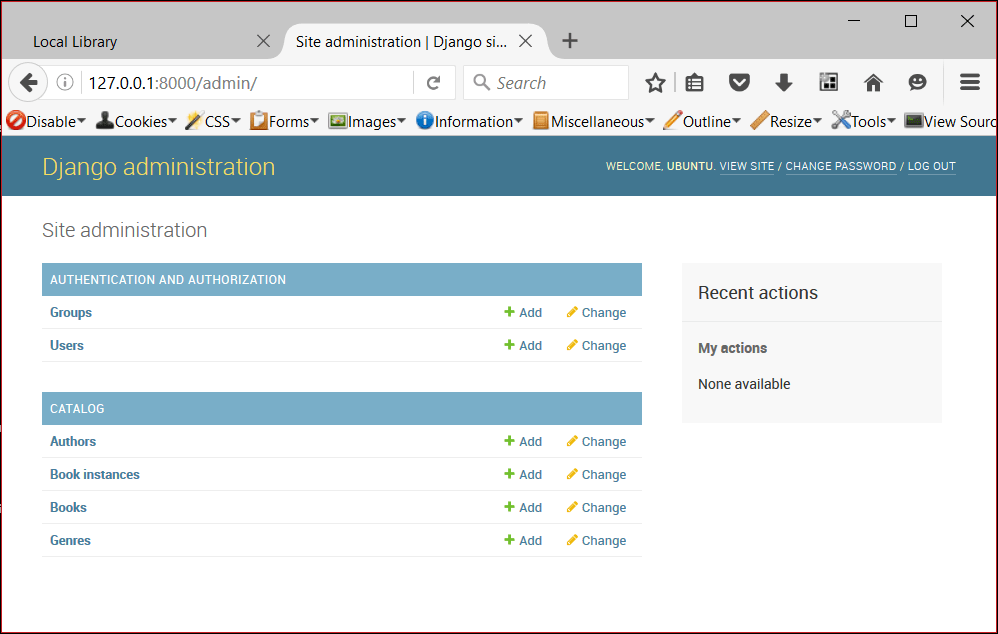 Local Library
Site administration | Django si...
127.0.0.1:8000/admin/
Search
Disable Cookies CSS Forms Images Information Miscellaneous Outline Resize Tools View Sourc
Django administration
WELCOME, UBUNTU. VIEW SITE / CHANGE PASSWORD / LOG OUT
Site administration
AUTHENTICATION AND AUTHORIZATION
Groups Add Change
Users Add Change
CATALOG
Authors Add Change
Book instances Add Change
Books Add Change
Genres Add Change
Recent actions
My actions
None available